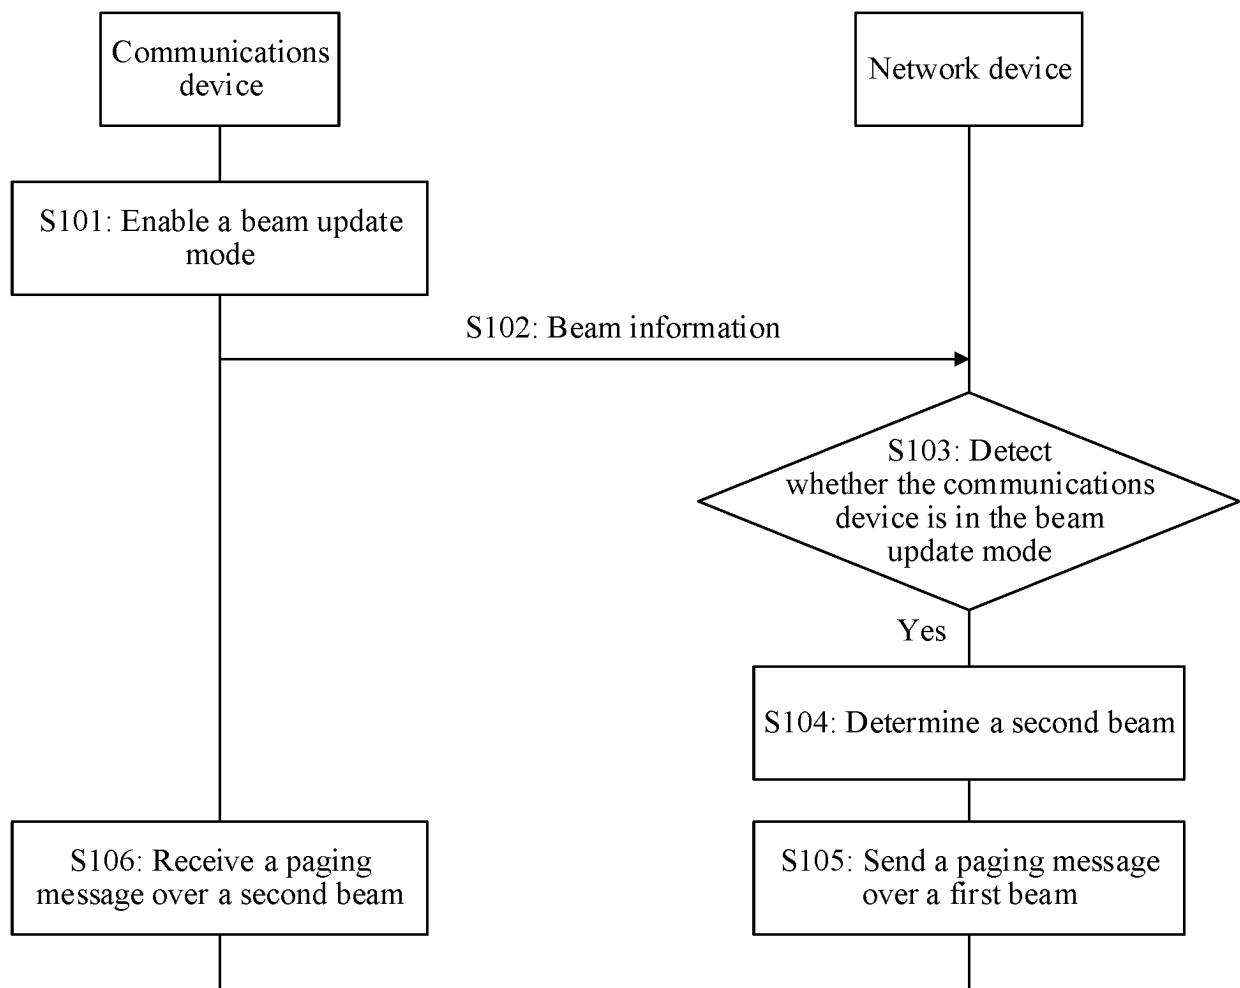 Communications
device
Network device
S101: Enable a beam update
mode
S102: Beam information
S103: Detect
whether the communications
device is in the beam
update mode
Yes
S104: Determine a second beam
S106: Receive a paging
message over a second beam
S105: Send a paging message
over a first beam